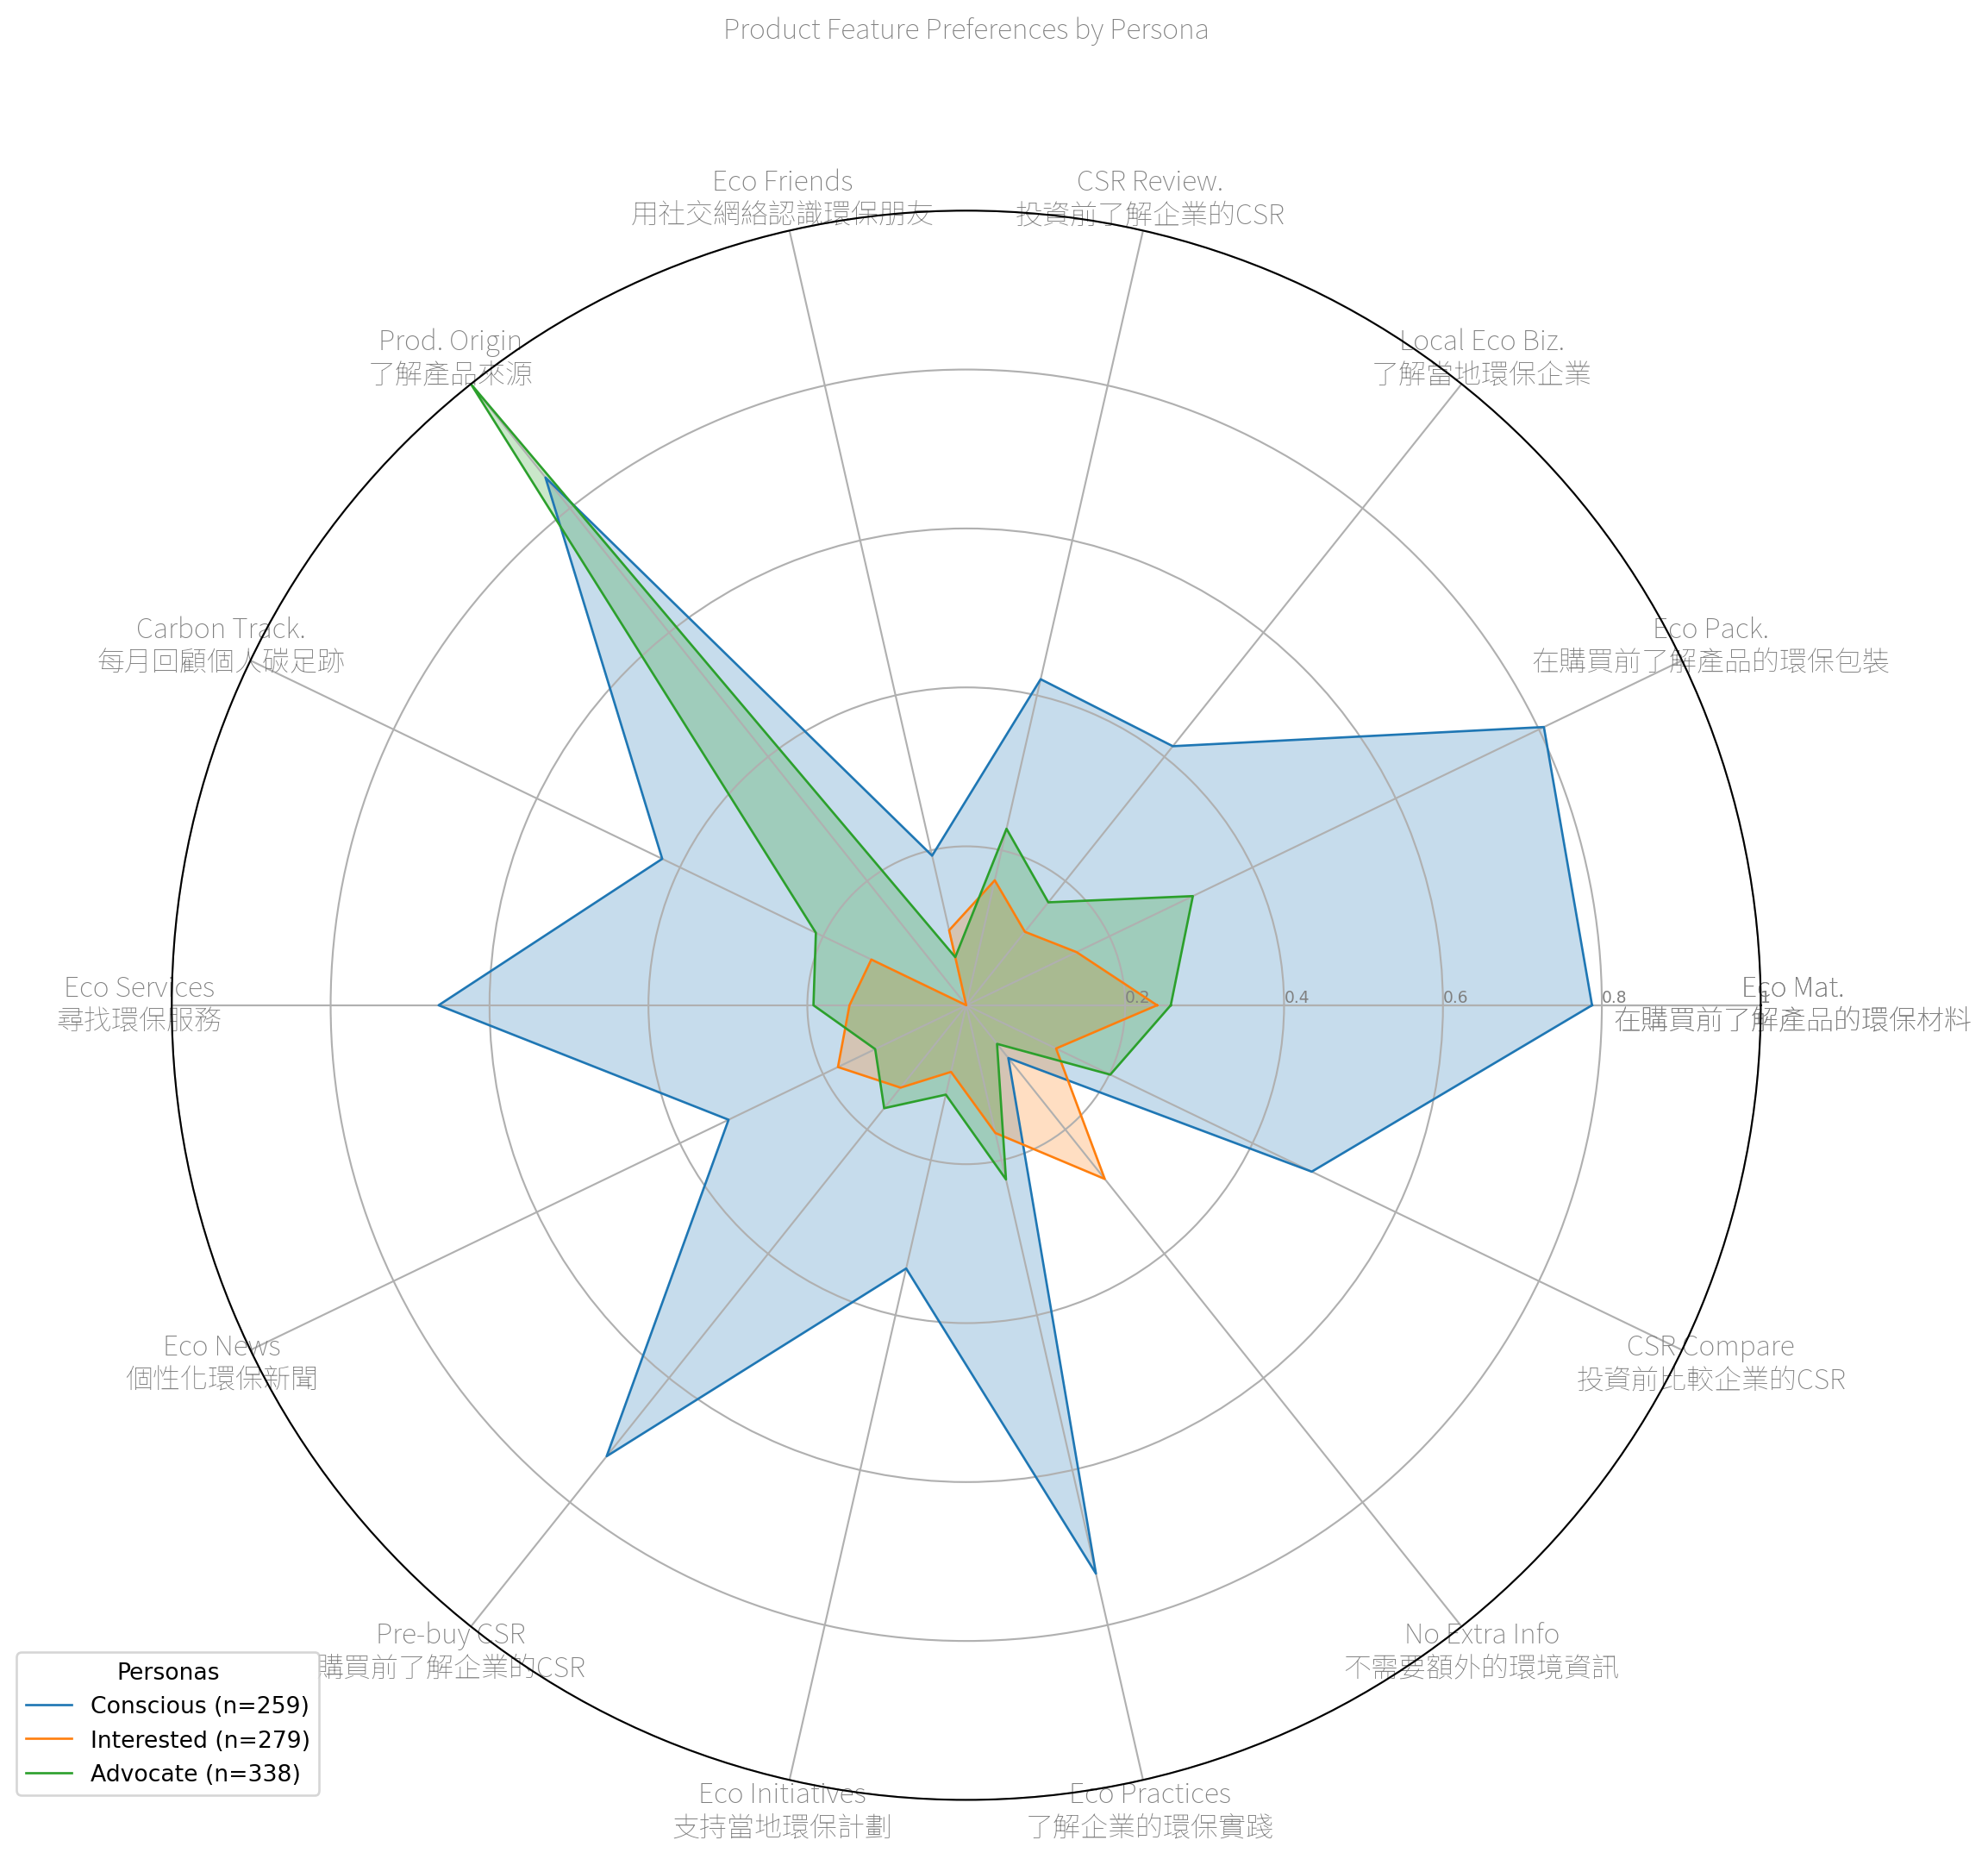 Product Feature Preferences by Persona
Eco Friends
用社交網絡認識環保朋友
CSR Review.
投資前了解企業的CSR
Prod. Origin
了解產品來源
Local Eco Biz.
了解當地環保企業
Carbon Track.
每月回顧個人碳足跡
Eco Pack.
在購買前了解產品的環保包裝
Eco Services
尋找環保服務
0.2
0.4
0.6
0.8
1
Eco Mat.
在購買前了解產品的環保材料
Eco News
個性化環保新聞
CSR Compare
投資前比較企業的CSR
Pre-buy CSR
購買前了解企業的CSR
No Extra Info
不需要額外的環境資訊
Eco Initiatives
支持當地環保計劃
Eco Practices
了解企業的環保實踐
Personas
Conscious (n=259)
Interested (n=279)
Advocate (n=338)